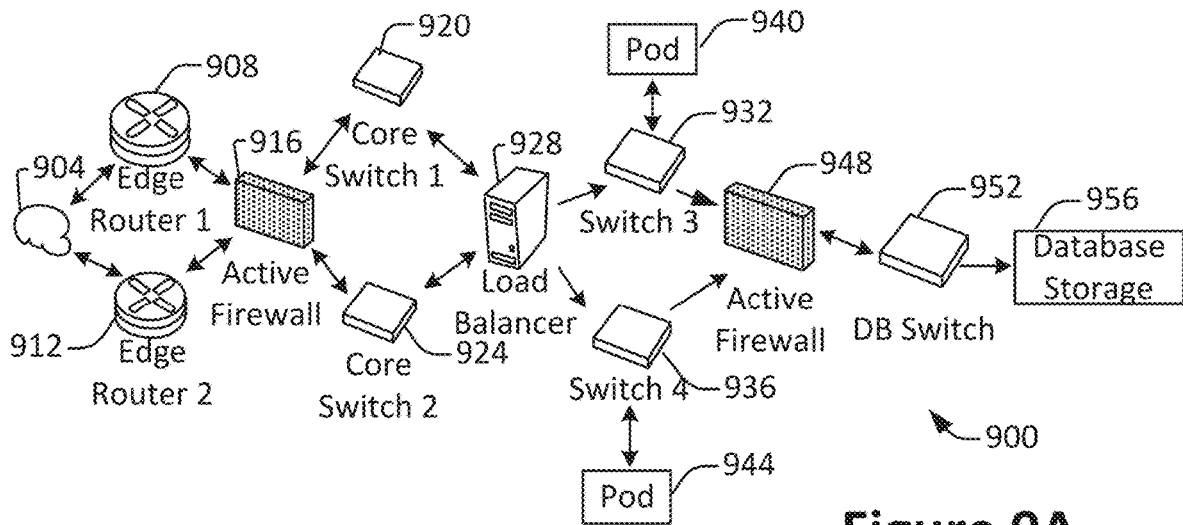 920
940
Pod
908
932
916
Core
Switch 1
928
948
904
Edge
Router 1
952
956
Switch 3
Database
Storage
Active
Firewall
Load
Balancer
Active
Firewall
DB Switch
912
Edge
Router 2
924
Core
Switch 2
Switch 4
936
900
944
Pod